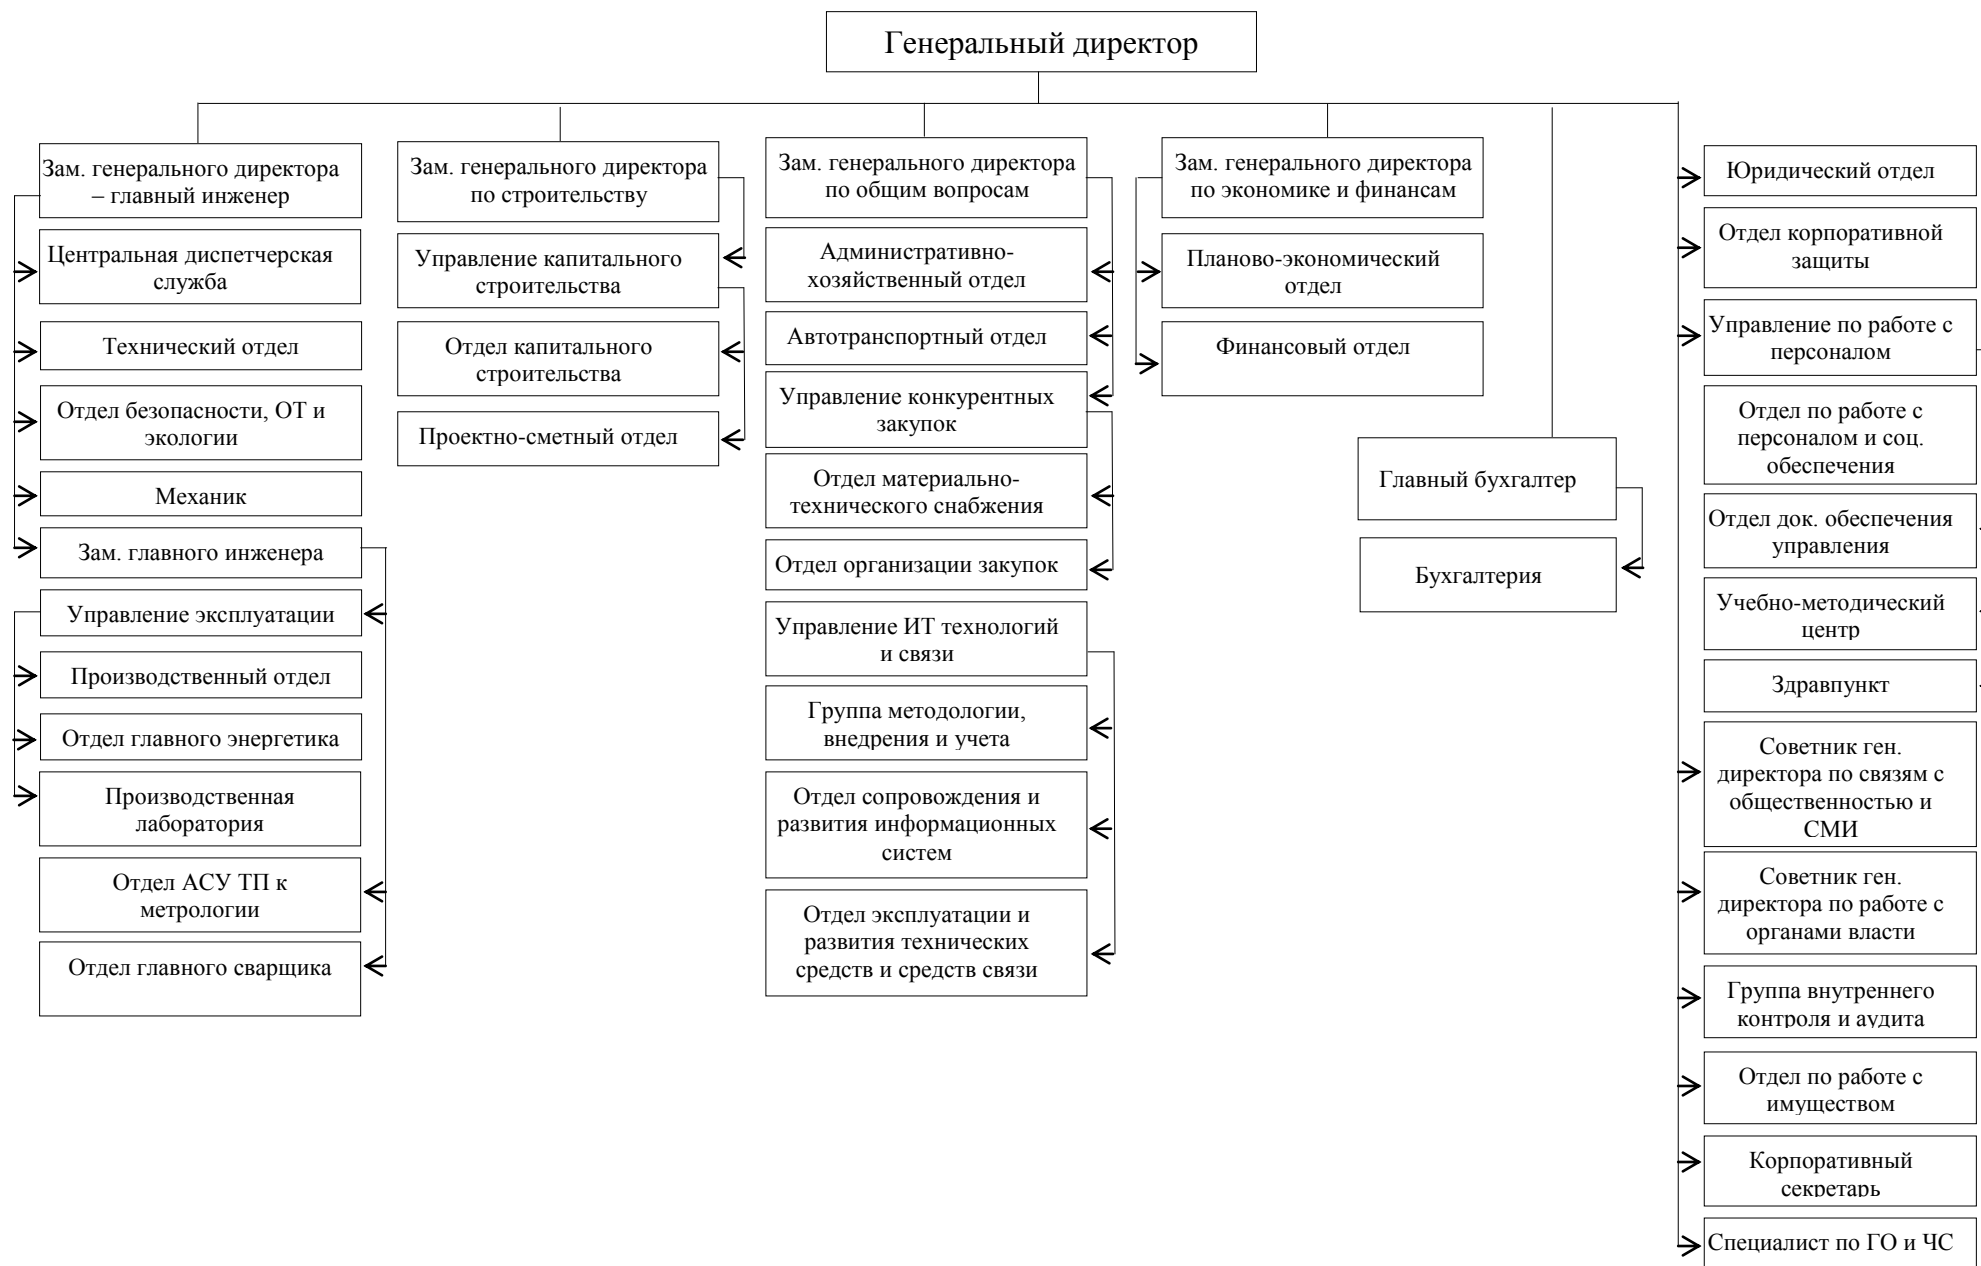 Генеральный директор
Зам. генерального директора
– главный инженер
Центральная диспетчерская
служба
Технический отдел
Отдел безопасности, ОТ и
экологии
Механик
Зам. главного инженера
Управление эксплуатации
Производственный отдел
Отдел главного энергетика
Производственная
лаборатория
Отдел АСУ ТП к
метрологии
Отдел главного сварщика
Зам. генерального директора
по строительству
Управление капитального
строительства
Отдел капитального
строительства
Проектно-сметный отдел
Зам. генерального директора
по общим вопросам
Административно-
хозяйственный отдел
Автотранспортный отдел
Управление конкурентных
закупок
Отдел материально-
технического снабжения
Отдел организации закупок
Управление ИТ технологий
и связи
Группа методологии,
внедрения и учета
Отдел сопровождения и
развития информационных
систем
Отдел эксплуатации и
развития технических
средств и средств связи
Зам. генерального директора
по экономике и финансам
Планово-экономический
отдел
Финансовый отдел
Главный бухгалтер
Бухгалтерия
Юридический отдел
Отдел корпоративной
защиты
Управление по работе с
персоналом
Отдел по работе с
персоналом и соц.
обеспечения
Отдел док. обеспечения
управления
Учебно-методический
центр
Здравпункт
Советник ген.
директора по связям с
общественностью и
СМИ
Советник ген.
директора по работе с
органами власти
Группа внутреннего
контроля и аудита
Отдел по работе с
имуществом
Корпоративный
секретарь
Специалист по ГО и ЧС